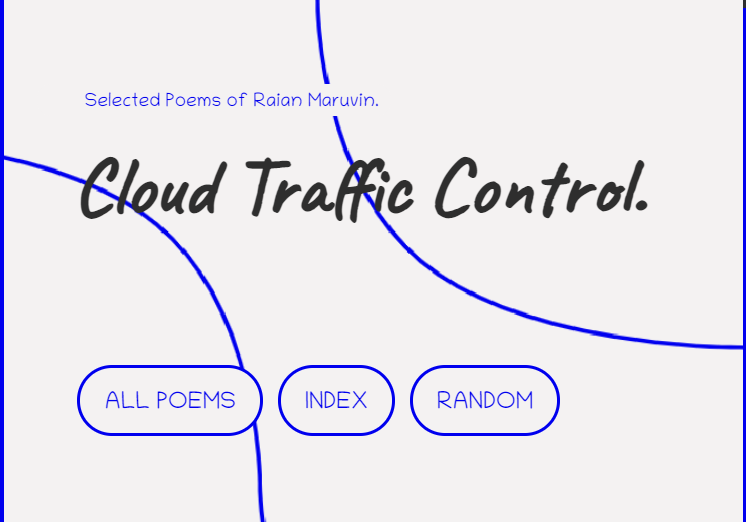 Selected Poems of Raian Maruvin.
Cloud Traffic Control.
ALL POEMS
INDEX
RANDOM